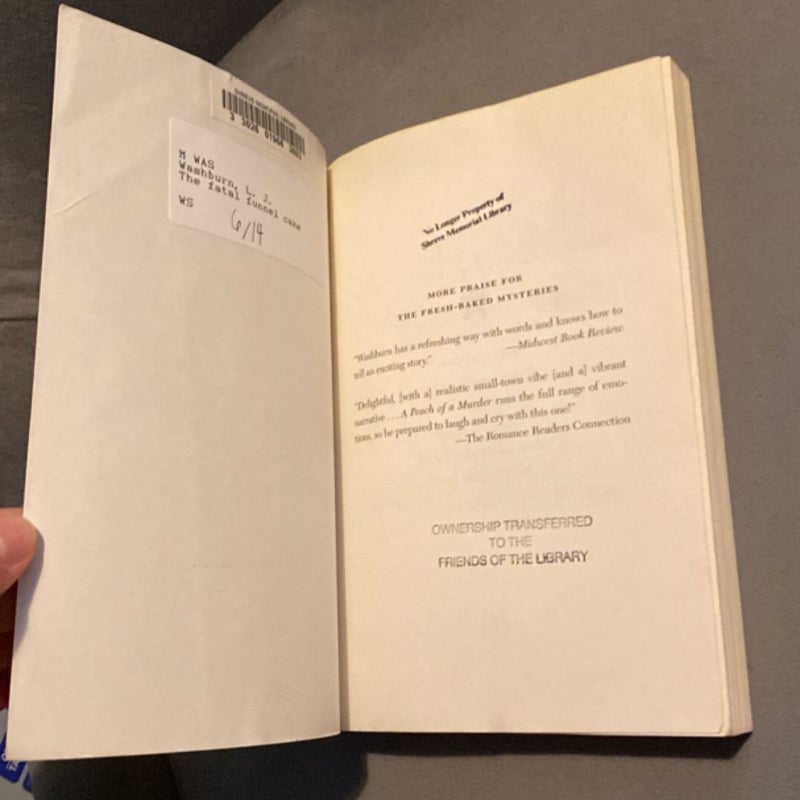 SHREVE MEMORIAL LIBRARY
M WAS
Washburn, L. J.
The fatal funnel cake
WS
6/14
No Longer Property of
Shreve Memorial Library
MORE PRAISE FOR
THE FRESH-BAKED MYSTERIES
"Washburn has a refreshing way with words and knows how to
tell an exciting story."
—Midwest Book Review
"Delightful, [with a] realistic small-town vibe [and a] vibrant
narrative . . . A Peach of a Murder runs the full range of emo-
tions, so be prepared to laugh and cry with this one!"
—The Romance Readers Connection
OWNERSHIP TRANSFERRED
TO THE
FRIENDS OF THE LIBRARY